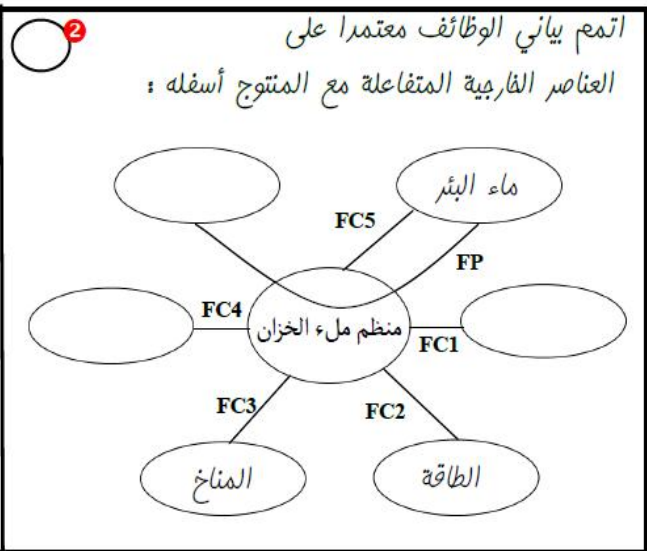 2
اتمم بياني الوظائف معتمدا على
العناصر الخارجية المتفاعلة مع المنتوج أسفله :
ماء البئر
FC5
FP
FC4
منظم ملء الخزان
FC1
FC3
FC2
المناخ
الطاقة